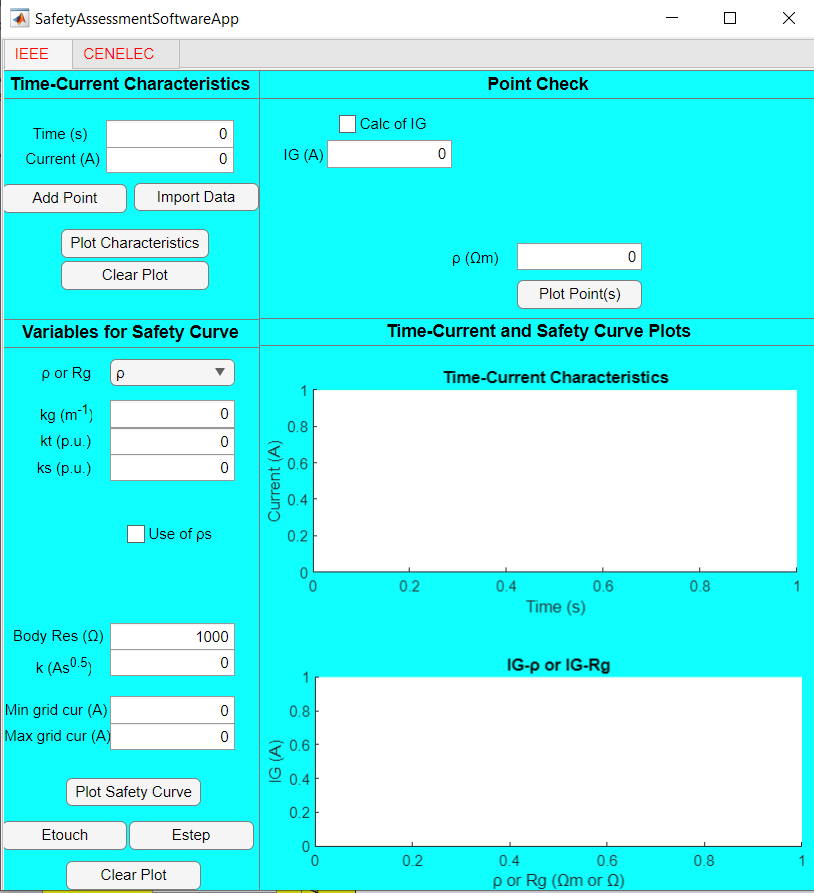 SafetyAssessmentSoftwareApp
IEEE CENELEC
Time-Current Characteristics
Time (s) 0
Current (A) 0
Add Point Import Data
Plot Characteristics
Clear Plot
Point Check
Calc of IG
IG (A) 0
ρ (Ωm) 0
Plot Point(s)
Variables for Safety Curve
ρ or Rg ρ
kg (m⁻¹) 0
kt (p.u.) 0
ks (p.u.) 0
Use of ρs
Body Res (Ω) 1000
k (As⁰·⁵) 0
Min grid cur (A) 0
Max grid cur (A) 0
Plot Safety Curve
Etouch Estep
Clear Plot
Time-Current and Safety Curve Plots
Time-Current Characteristics
Current (A)
1
0.8
0.6
0.4
0.2
0
0 0.2 0.4 0.6 0.8 1
Time (s)
IG-ρ or IG-Rg
IG (A)
1
0.8
0.6
0.4
0.2
0
0 0.2 0.4 0.6 0.8 1
ρ or Rg (Ωm or Ω)